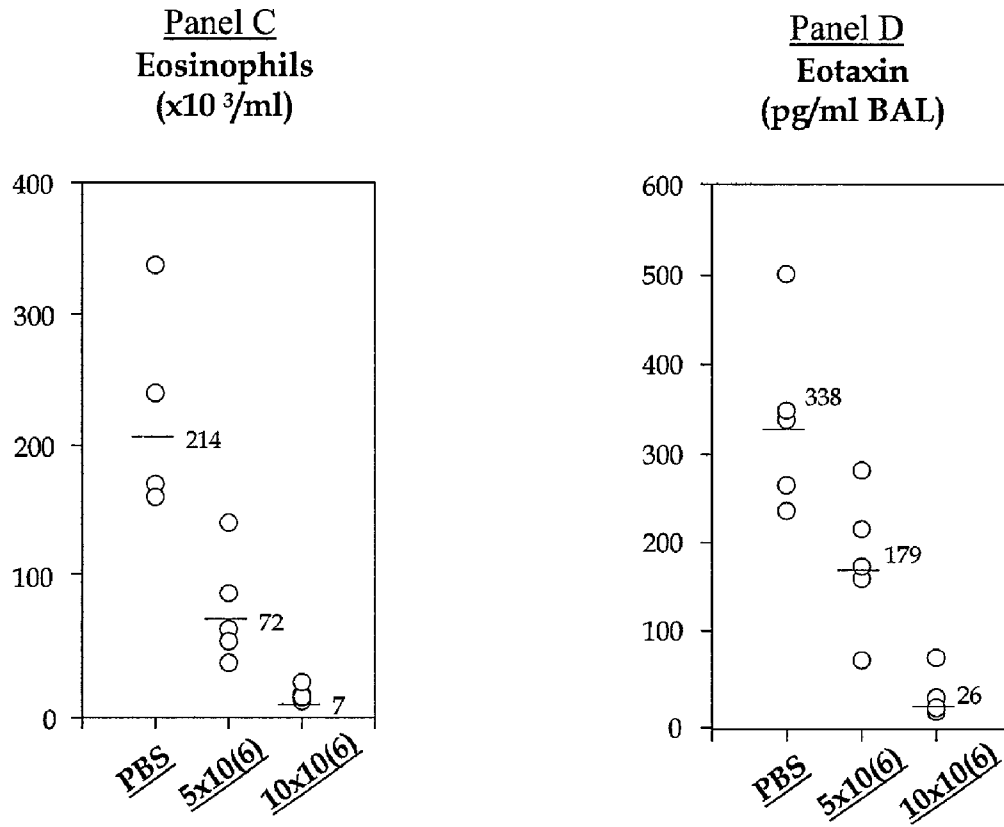 Panel C
Eosinophils
(x10 ³/ml)
400
300
200
100
0
214
72
7
PBS
5x10(6)
10x10(6)
Panel D
Eotaxin
(pg/ml BAL)
600
500
400
300
200
100
0
338
179
26
PBS
5x10(6)
10x10(6)